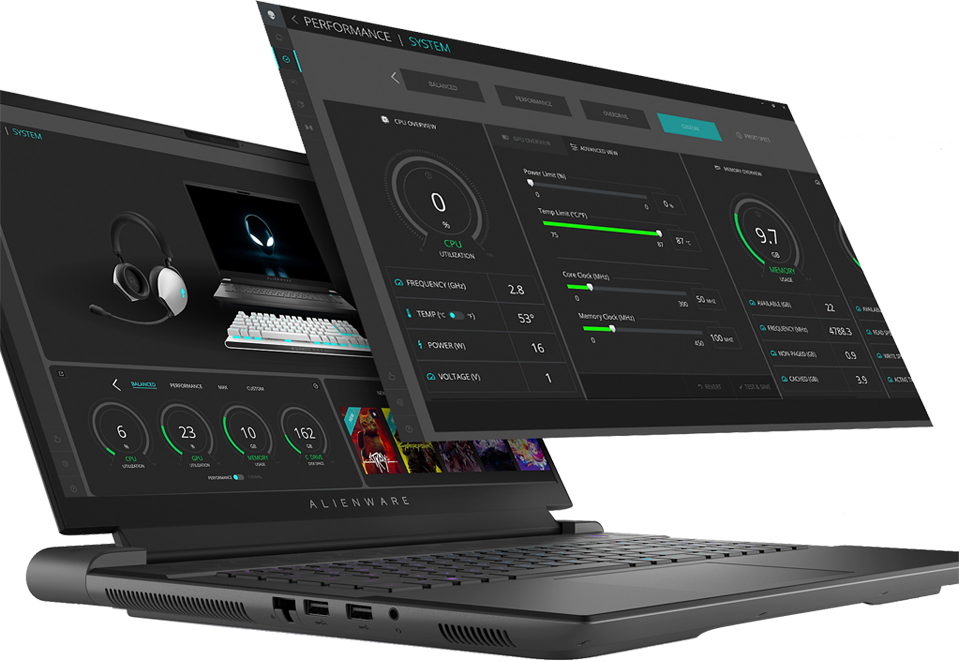 PERFORMANCE | SYSTEM
BALANCED
PERFORMANCE
OVERDRIVE
CUSTOM
CPU OVERVIEW
GPU OVERVIEW
ADVANCED VIEW
MEMORY OVERVIEW
0
%
CPU
UTILIZATION
FREQUENCY (GHz) 2.8
TEMP (°C °F) 53°
POWER (W) 16
VOLTAGE (V) 1
Power Limit (%)
0 0 0 %
Temp Limit (°C/°F)
75 87 87 °C
Core Clock (MHz)
0 300 50 MHZ
Memory Clock (MHz)
0 450 100 MHZ
REVERT
TEST & SAVE
9.7
GB
MEMORY
USAGE
AVAILABLE (GB) 22
FREQUENCY (MHz) 4788.3
NON-PAGED (GB) 0.9
CACHED (GB) 3.9
| SYSTEM
ALIENWARE
BALANCED PERFORMANCE MAX CUSTOM
6
%
CPU
UTILIZATION
23
%
GPU
UTILIZATION
10
GB
MEMORY
USAGE
162
GB
C DRIVE
DISK SPACE
PERFORMANCE
STRAY
ALIENWARE